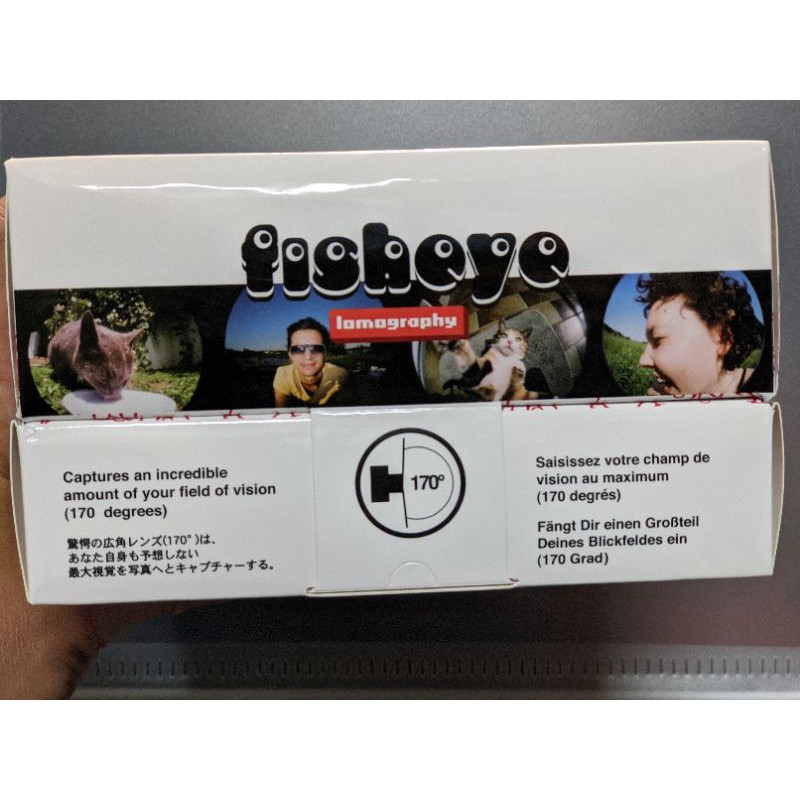 fisheye
lomography
Captures an incredible
amount of your field of vision
(170 degrees)
驚愕の広角レンズ(170°)は、
あなた自身も予想しない
最大視覚を写真へとキャプチャーする。
170°
Saisissez votre champ de
vision au maximum
(170 degrés)
Fängt Dir einen Großteil
Deines Blickfeldes ein
(170 Grad)